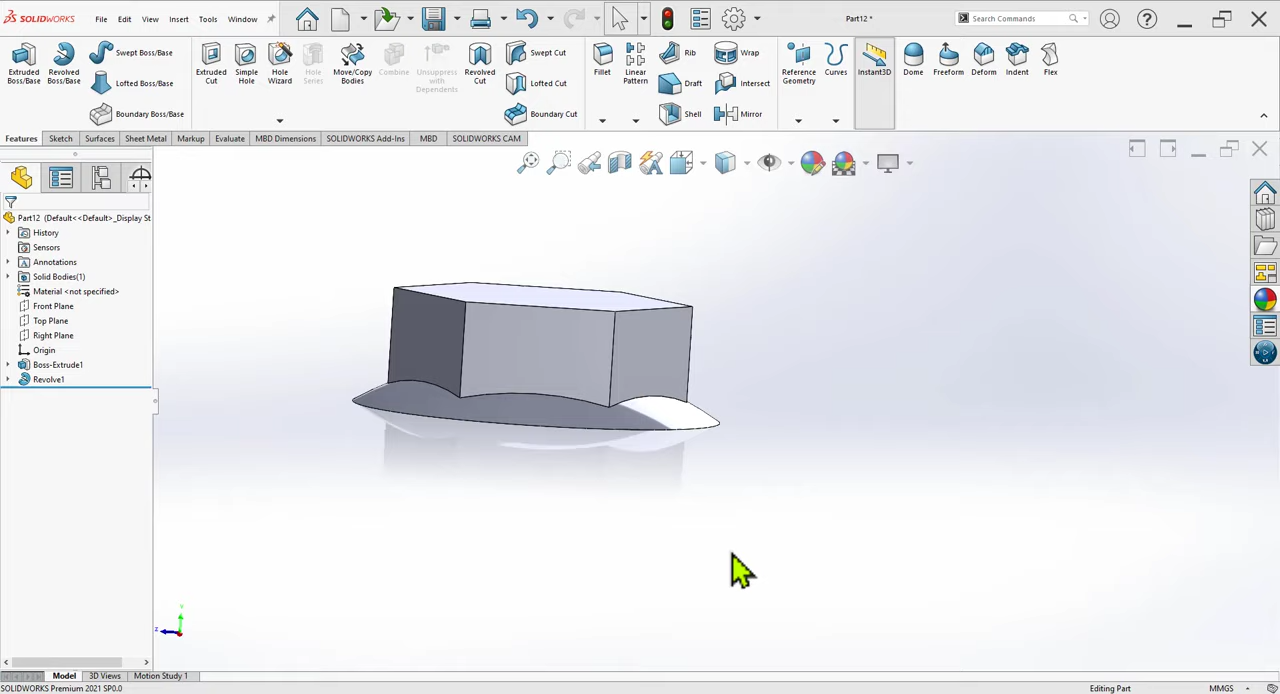 SOLIDWORKS File Edit View Insert Tools Window Part12 * Search Commands
Extruded Boss/Base
Revolved Boss/Base
Swept Boss/Base
Lofted Boss/Base
Boundary Boss/Base
Extruded Cut
Simple Hole
Hole Wizard
Hole Series
Move/Copy Bodies
Combine
Unsuppress with Dependents
Revolved Cut
Swept Cut
Lofted Cut
Boundary Cut
Fillet
Linear Pattern
Rib
Draft
Shell
Wrap
Intersect
Mirror
Reference Geometry
Curves
Instant3D
Dome
Freeform
Deform
Indent
Flex
Features Sketch Surfaces Sheet Metal Markup Evaluate MBD Dimensions SOLIDWORKS Add-Ins MBD SOLIDWORKS CAM
Part12 (Default<<Default>_Display St
History
Sensors
Annotations
Solid Bodies(1)
Material <not specified>
Front Plane
Top Plane
Right Plane
Origin
Boss-Extrude1
Revolve1
Y
Z
Model 3D Views Motion Study 1
SOLIDWORKS Premium 2021 SP0.0 Editing Part MMGS